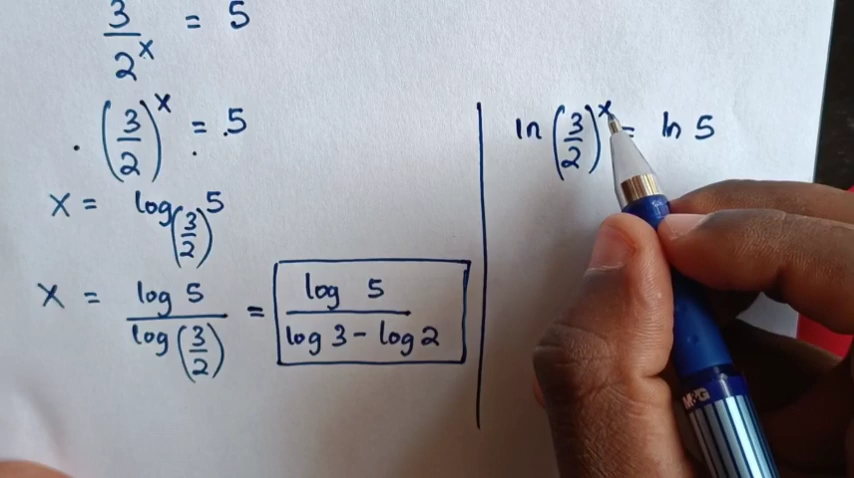 3/2^x = 5
(3/2)^x = 5
x = log_(3/2) 5
x = log 5 / log (3/2) = log 5 / log 3 - log 2
ln (3/2)^x = ln 5
M&G